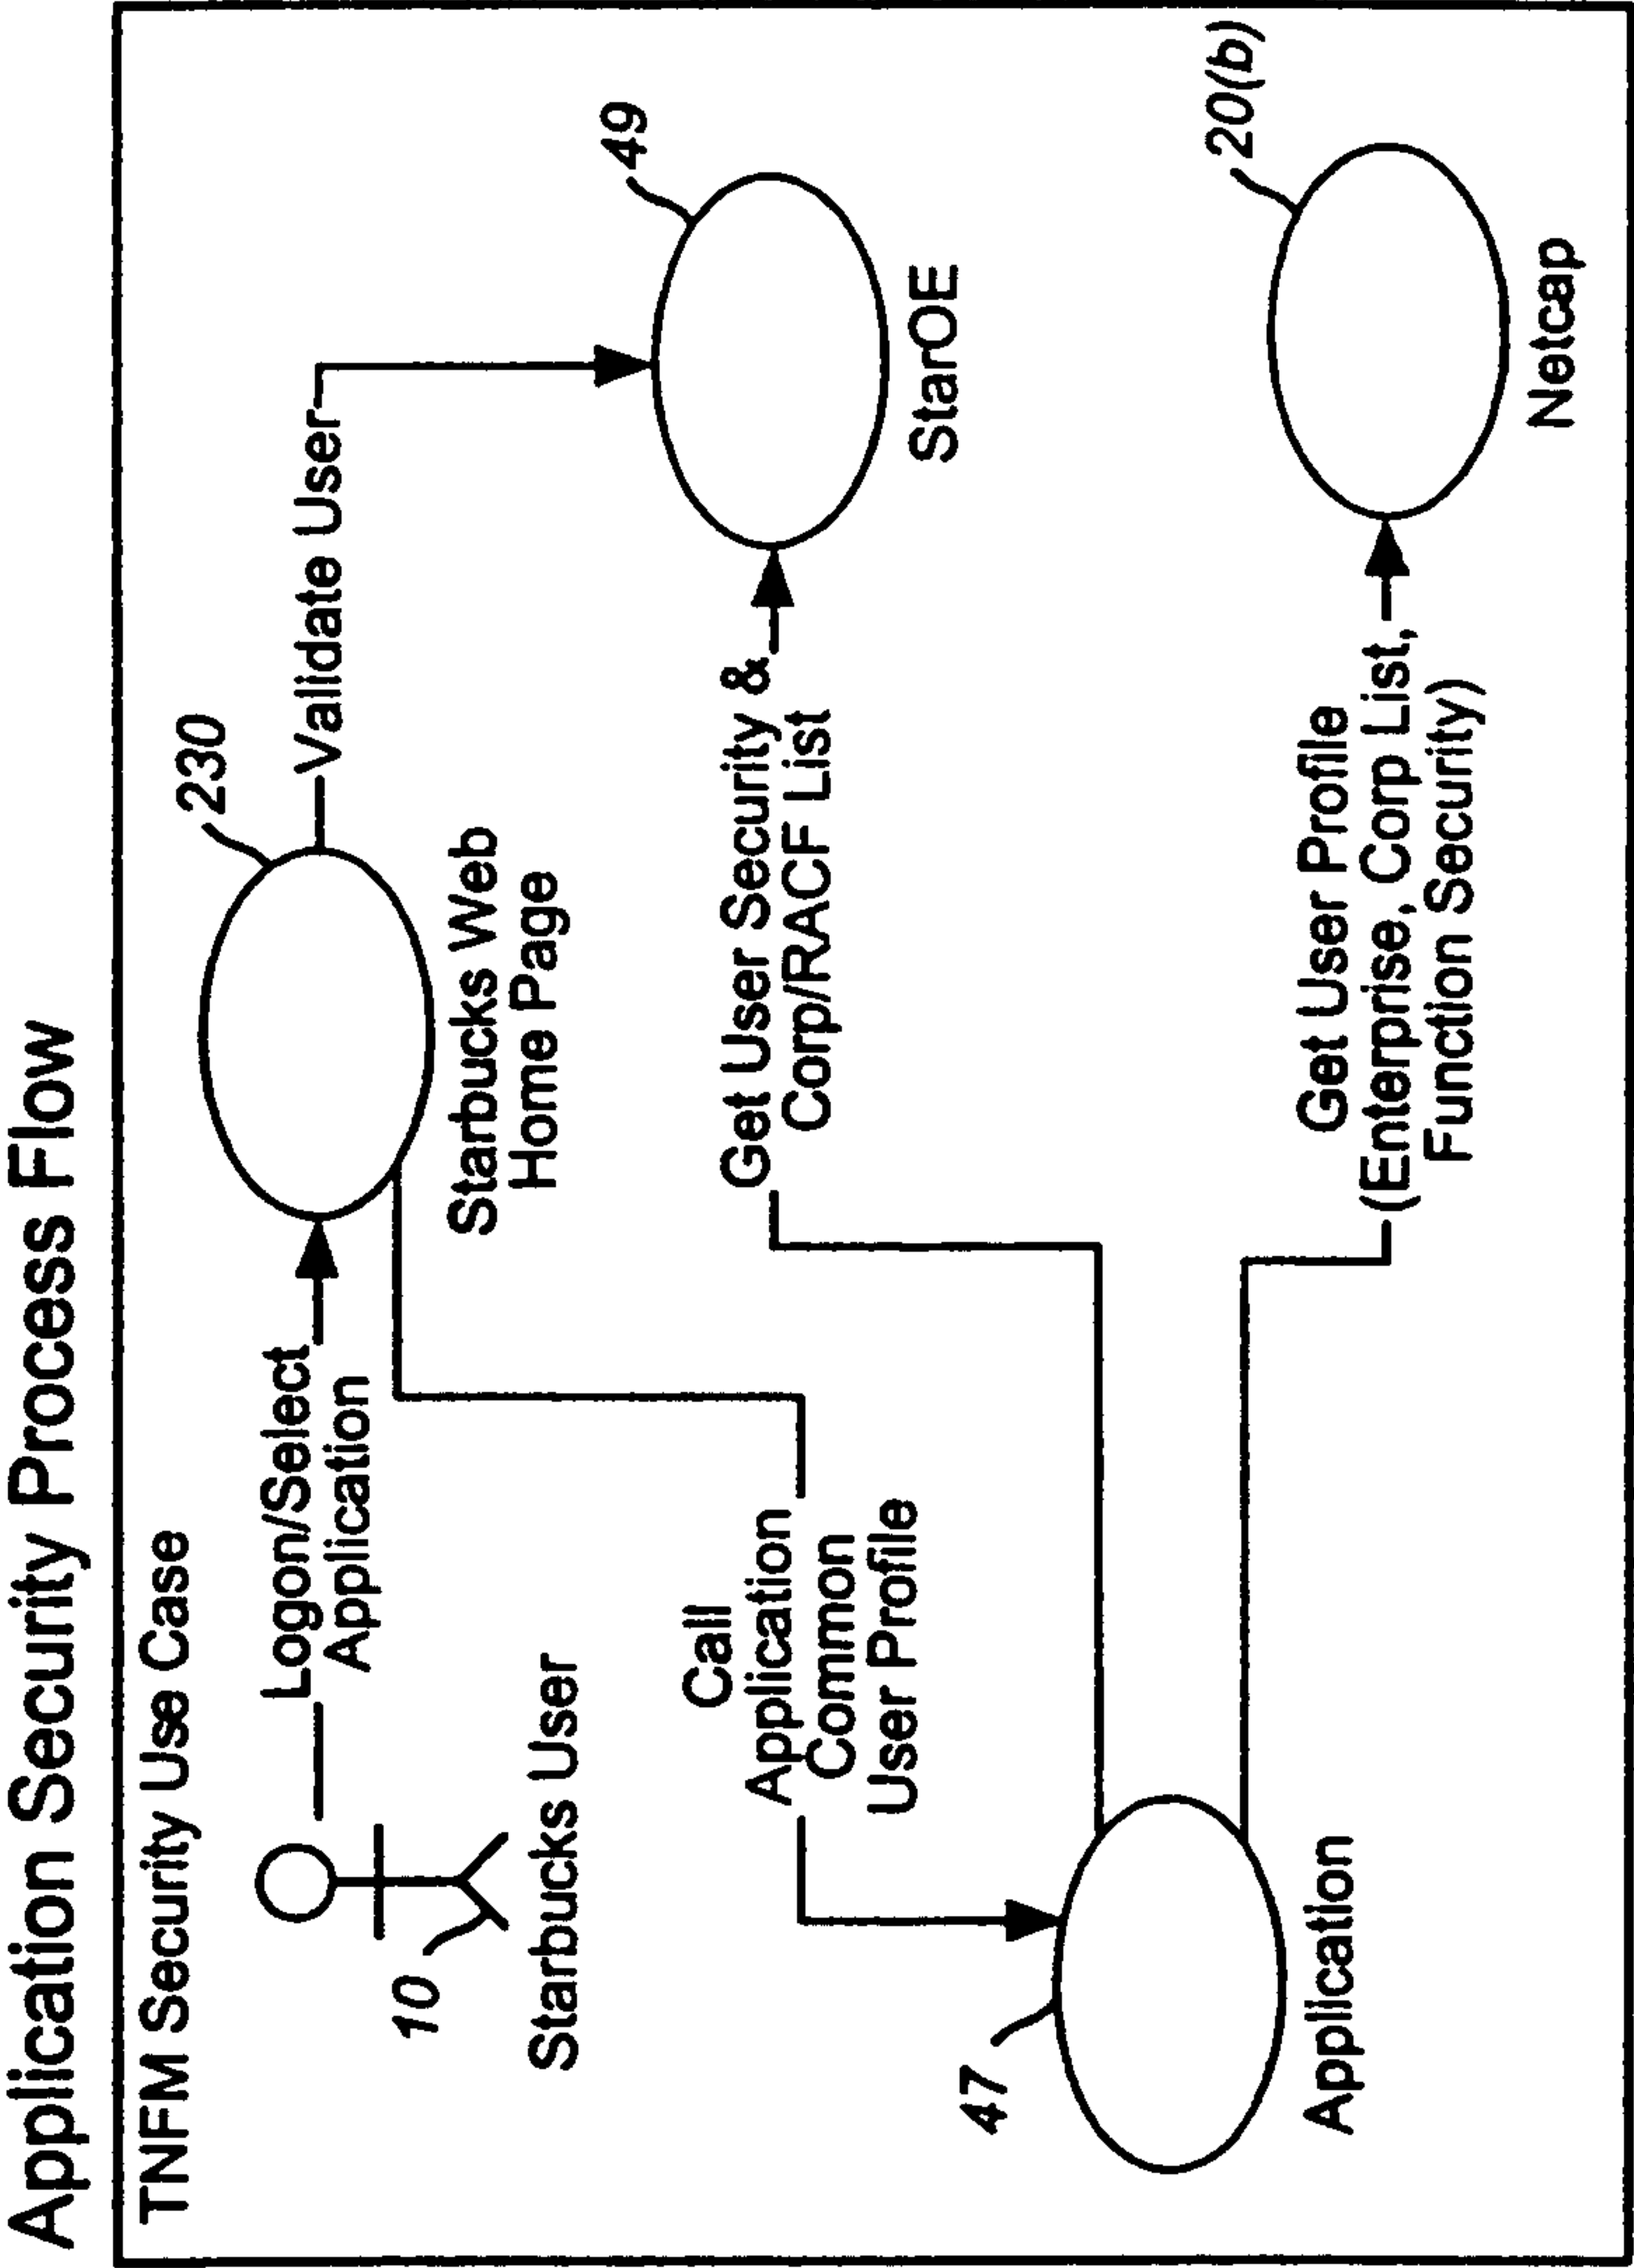 Application Security Process Flow
TNFM Security Use Case
Logon/Select
Application
10
Starbucks User
230
Starbucks Web
Home Page
Validate User
49
StarOE
Call
Application
Common
User Profile
Get User Security &
Corp/RACF List
47
Application
Get User Profile
(Enterprise, Corp List,
Function Security)
20(b)
Netcap